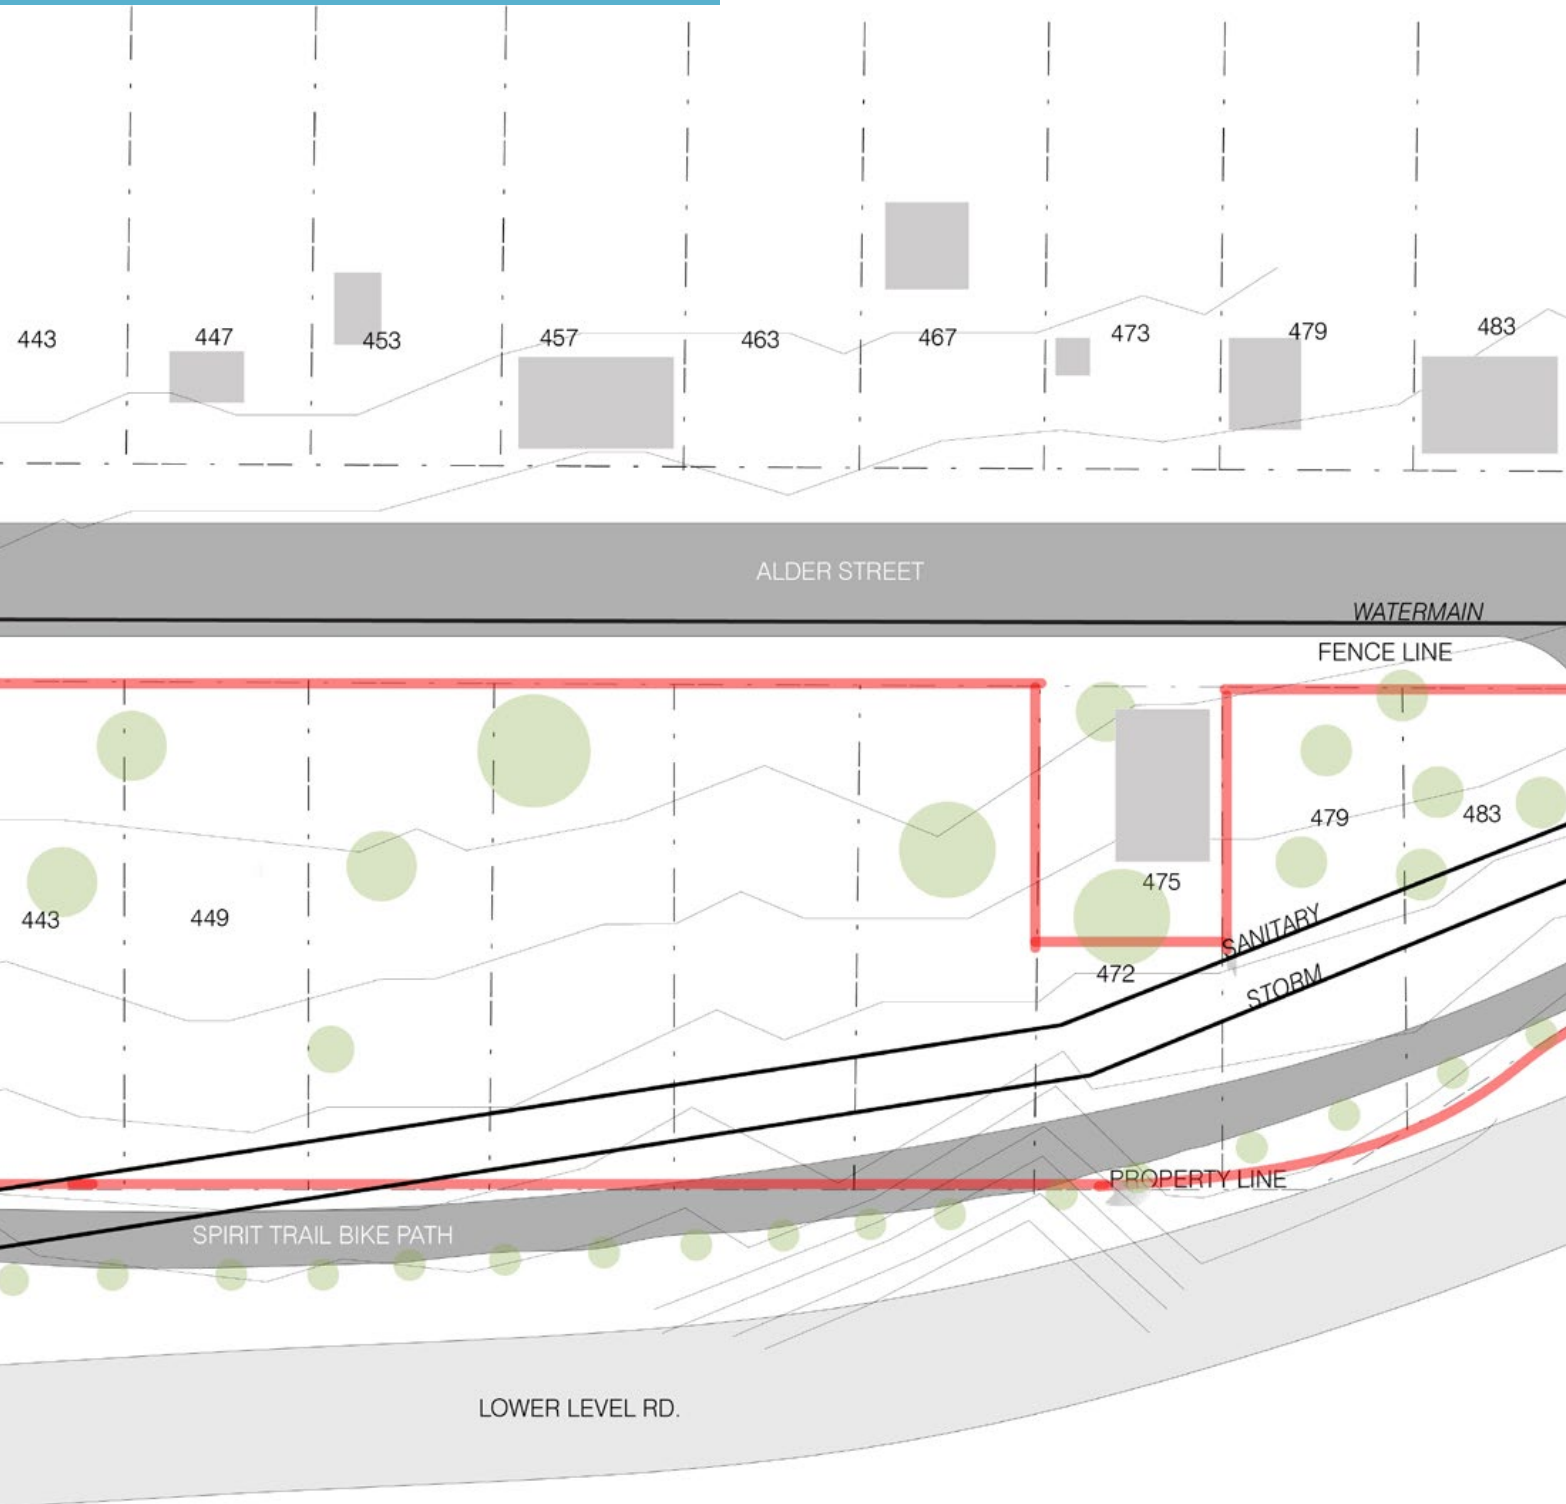 443
447
453
457
463
467
473
479
483
ALDER STREET
WATERMAIN
FENCE LINE
479
483
475
443
449
SANITARY
472
STORM
PROPERTY LINE
SPIRIT TRAIL BIKE PATH
LOWER LEVEL RD.